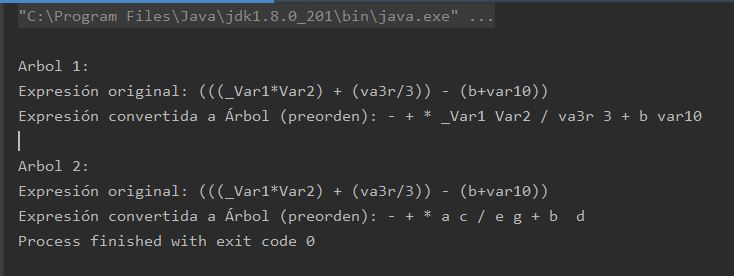 "C:\Program Files\Java\jdk1.8.0_201\bin\java.exe" ...
Arbol 1:
Expresión original: (((_Var1*Var2) + (va3r/3)) - (b+var10))
Expresión convertida a Árbol (preorden): - + * _Var1 Var2 / va3r 3 + b var10
Arbol 2:
Expresión original: (((_Var1*Var2) + (va3r/3)) - (b+var10))
Expresión convertida a Árbol (preorden): - + * a c / e g + b  d
Process finished with exit code 0